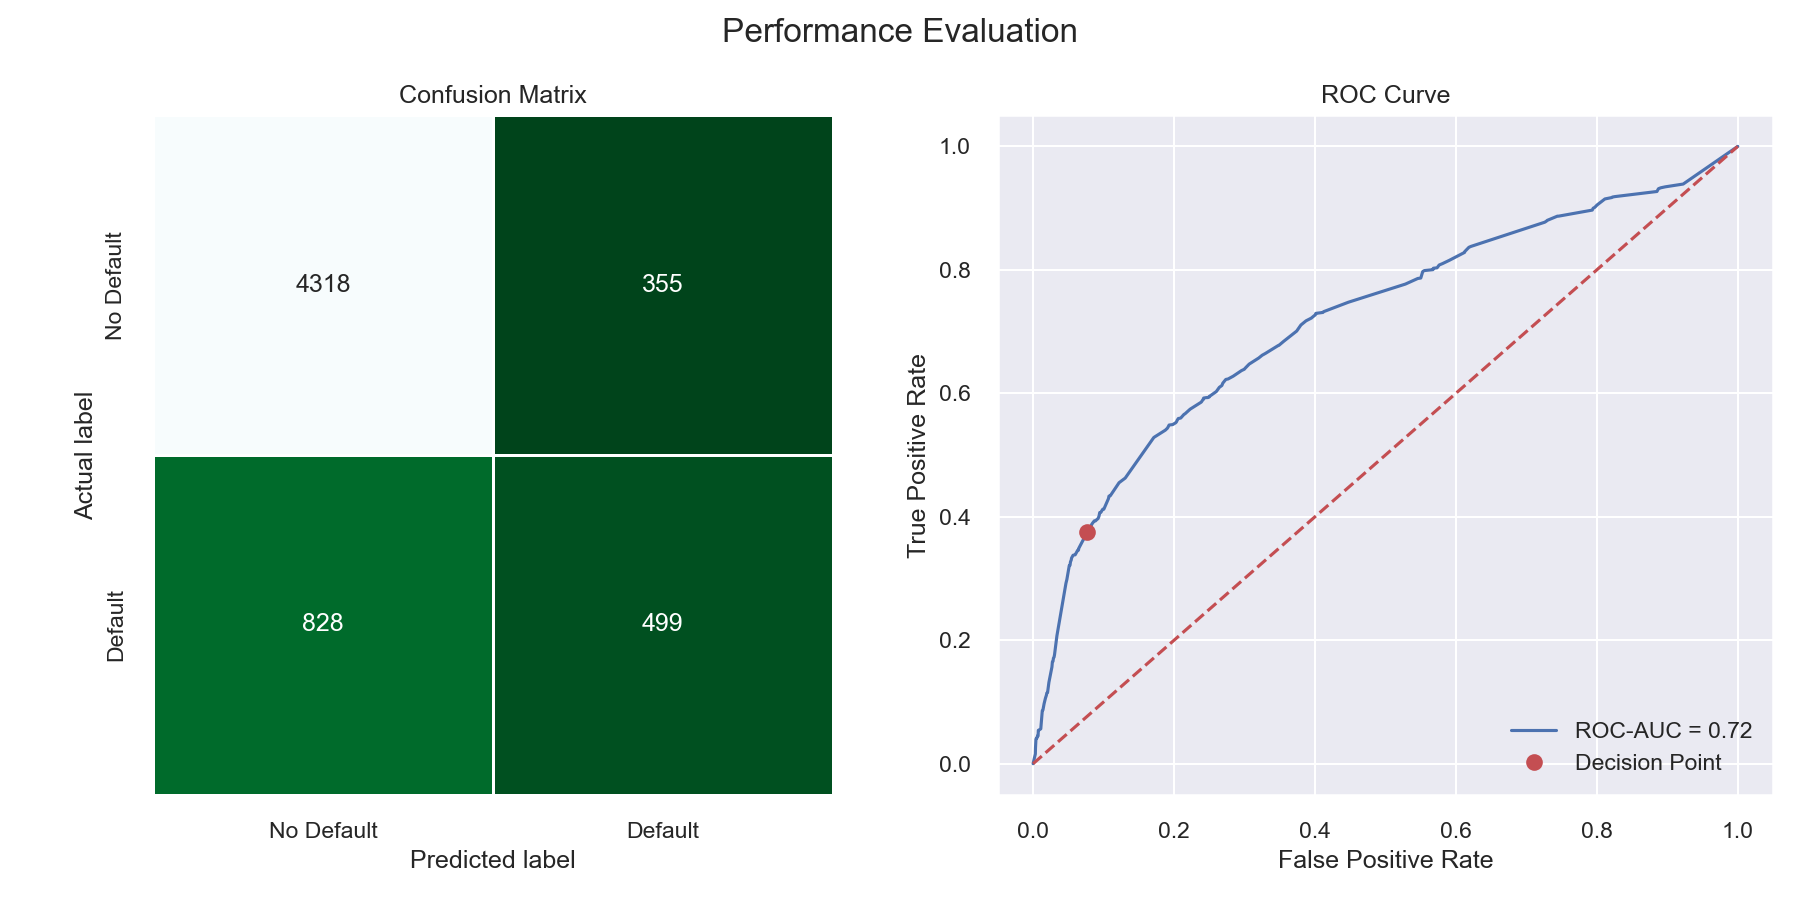 Performance Evaluation
Confusion Matrix
No Default
Default
Actual label
4318
355
828
499
No Default
Default
Predicted label
ROC Curve
True Positive Rate
1.0
0.8
0.6
0.4
0.2
0.0
ROC-AUC = 0.72
Decision Point
0.0
0.2
0.4
0.6
0.8
1.0
False Positive Rate